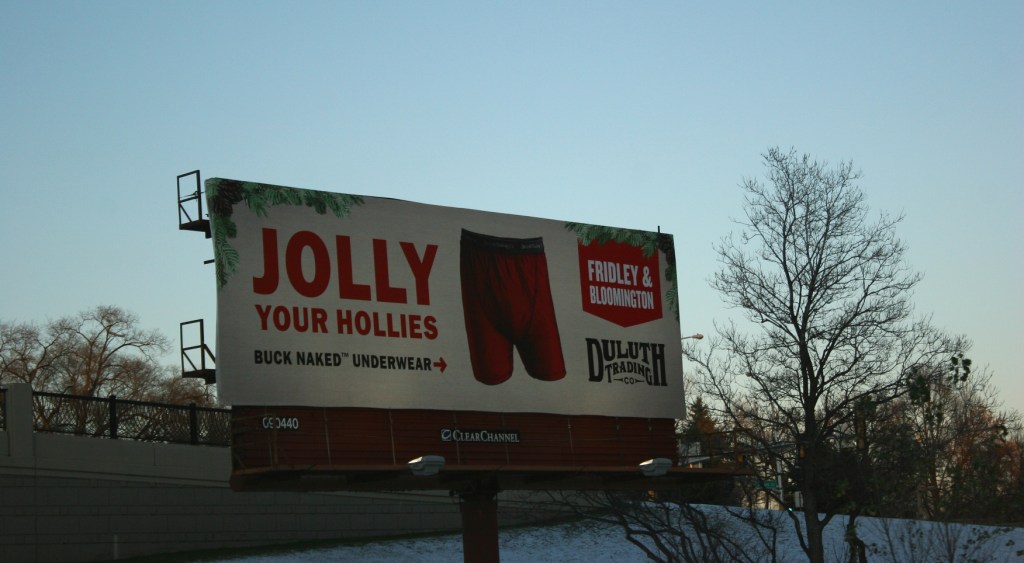 JOLLY
YOUR HOLLIES
BUCK NAKED™ UNDERWEAR→
FRIDLEY &
BLOOMINGTON
DULUTH
TRADING
CO
CLEARCHANNEL